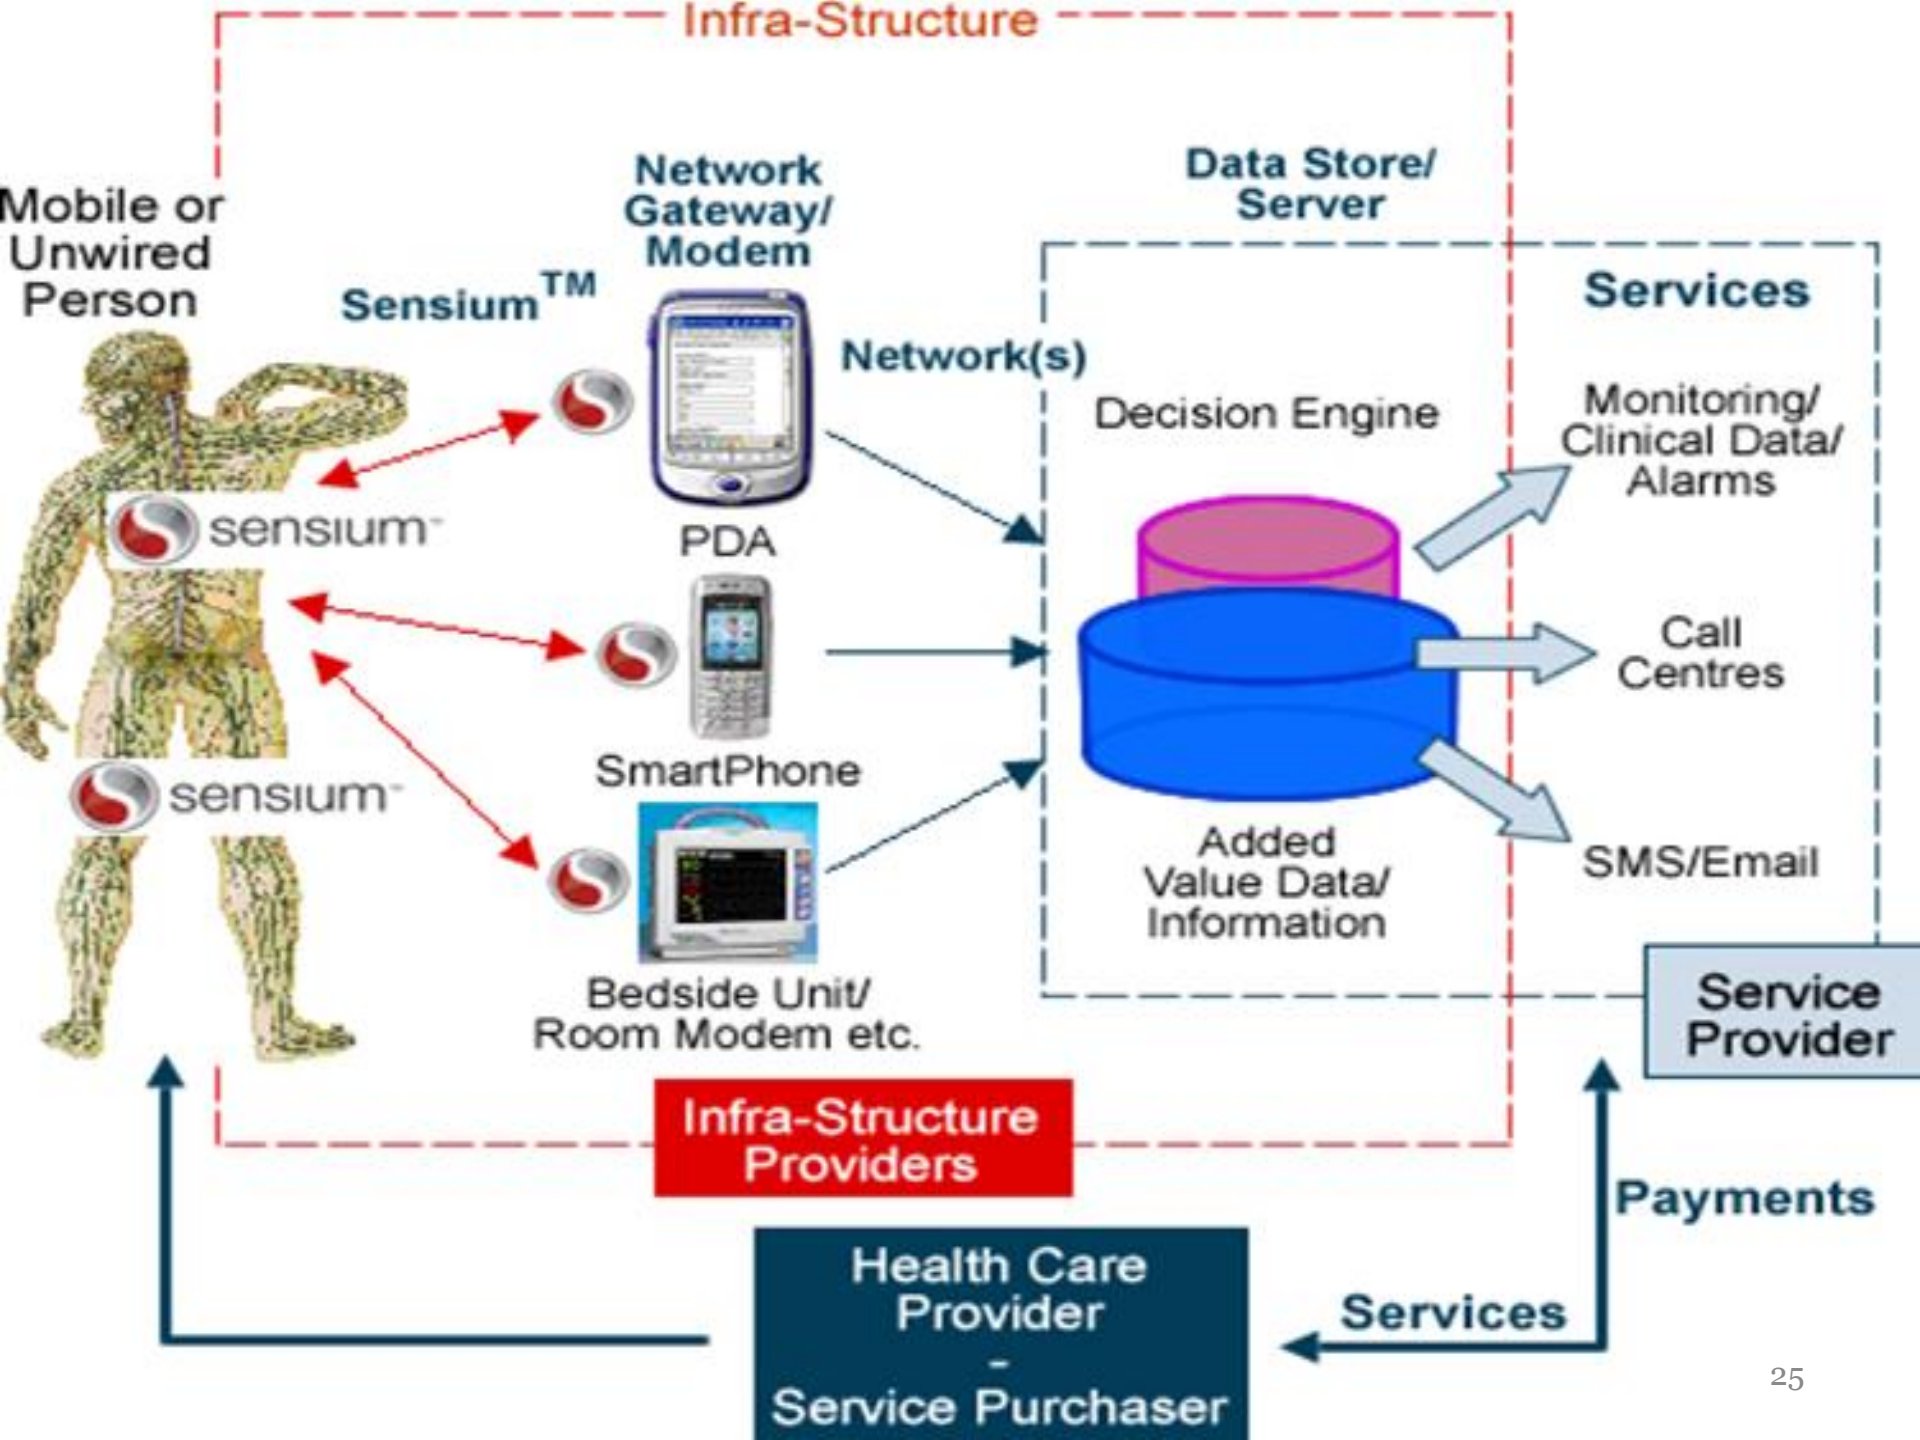 Infra-Structure
Mobile or
Unwired
Person
Sensium™
Network
Gateway/
Modem
Network(s)
Data Store/
Server
Services
Decision Engine
Monitoring/
Clinical Data/
Alarms
sensium™
PDA
Call
Centres
SmartPhone
sensium™
Added
Value Data/
Information
SMS/Email
Bedside Unit/
Room Modem etc.
Service
Provider
Infra-Structure
Providers
Payments
Health Care
Provider
-
Service Purchaser
Services
25